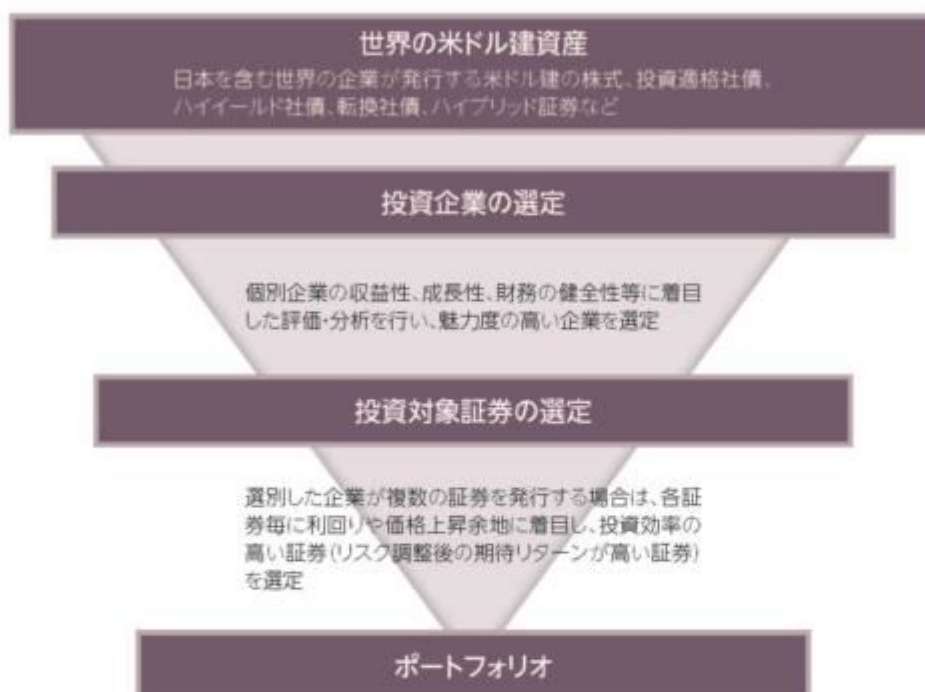 世界の米ドル建資産
日本を含む世界の企業が発行する米ドル建の株式、投資適格社債、
ハイイールド社債、転換社債、ハイブリッド証券など
投資企業の選定
個別企業の収益性、成長性、財務の健全性等に着目
した評価・分析を行い、魅力度の高い企業を選定
投資対象証券の選定
選別した企業が複数の証券を発行する場合は、各証
券毎に利回りや価格上昇余地に着目し、投資効率の
高い証券(リスク調整後の期待リターンが高い証券)
を選定
ポートフォリオ